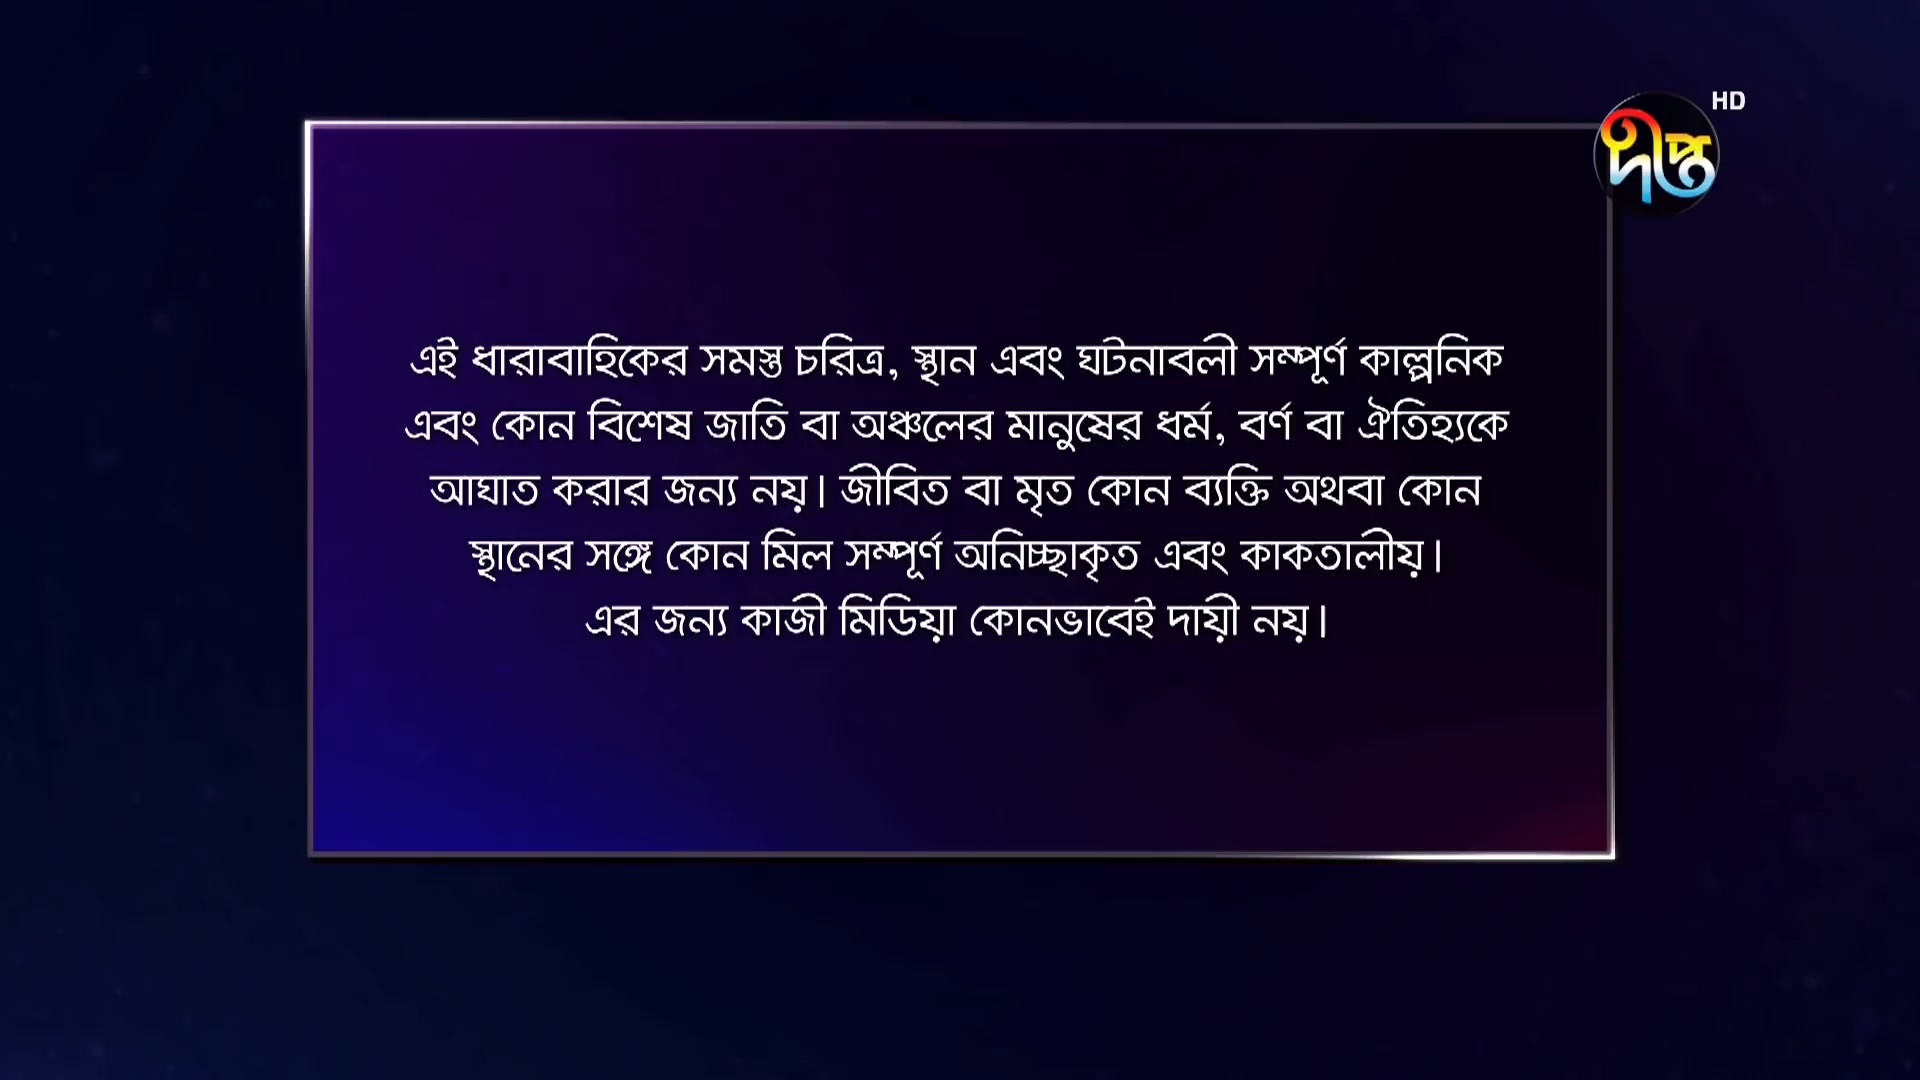 HD
দীপ্ত
এই ধারাবাহিকের সমস্ত চরিত্র, স্থান এবং ঘটনাবলী সম্পূর্ণ কাল্পনিক
এবং কোন বিশেষ জাতি বা অঞ্চলের মানুষের ধর্ম, বর্ণ বা ঐতিহ্যকে
আঘাত করার জন্য নয়। জীবিত বা মৃত কোন ব্যক্তি অথবা কোন
স্থানের সঙ্গে কোন মিল সম্পূর্ণ অনিচ্ছাকৃত এবং কাকতালীয়।
এর জন্য কাজী মিডিয়া কোনভাবেই দায়ী নয়।